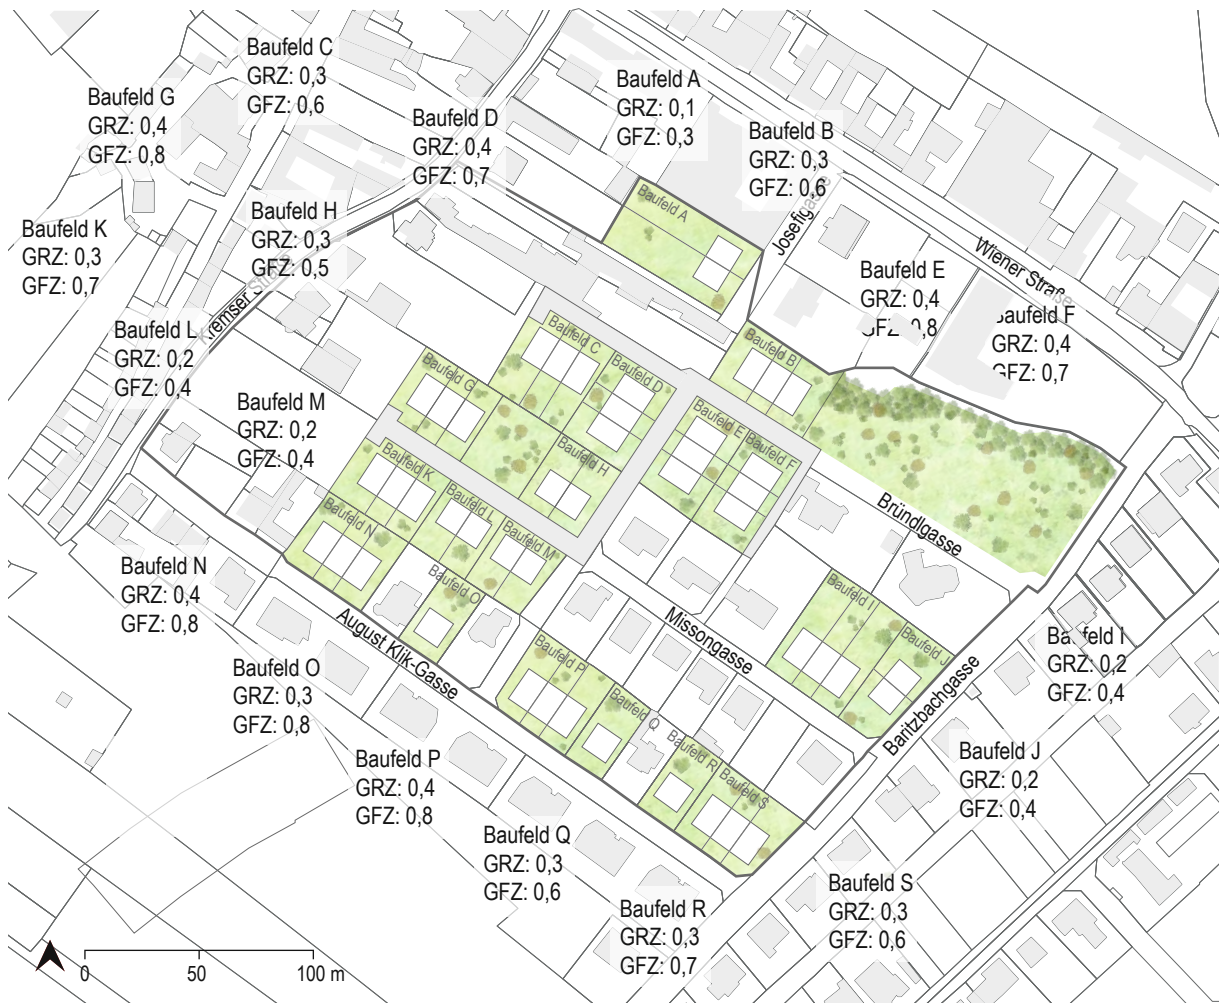 Baufeld C
GRZ: 0,3
GFZ: 0,6
Baufeld A
GRZ: 0,1
GFZ: 0,3
Baufeld G
GRZ: 0,4
GFZ: 0,8
Baufeld D
GRZ: 0,4
GFZ: 0,7
Baufeld B
GRZ: 0,3
GFZ: 0,6
Baufeld K
GRZ: 0,3
GFZ: 0,7
Baufeld H
GRZ: 0,3
GFZ: 0,5
Baufeld A
Josefigasse
Wiener Straße
Baufeld E
GRZ: 0,4
GFZ: 0,8
Baufeld F
GRZ: 0,4
GFZ: 0,7
Kremser Straße
Baufeld L
GRZ: 0,2
GFZ: 0,4
Baufeld C
Baufeld D
Baufeld B
Baufeld G
Baufeld M
GRZ: 0,2
GFZ: 0,4
Baufeld E
Baufeld F
Baufeld H
Baufeld K
Baufeld L
Baufeld M
Baufeld N
Bründlgasse
Baufeld N
GRZ: 0,4
GFZ: 0,8
Baufeld O
August Klik-Gasse
Missongasse
Baufeld I
Baufeld J
Baritzbachgasse
Baufeld I
GRZ: 0,2
GFZ: 0,4
Baufeld O
GRZ: 0,3
GFZ: 0,8
Baufeld P
Baufeld Q
Baufeld R
Baufeld S
Baufeld J
GRZ: 0,2
GFZ: 0,4
Baufeld P
GRZ: 0,4
GFZ: 0,8
Baufeld Q
GRZ: 0,3
GFZ: 0,6
Baufeld S
GRZ: 0,3
GFZ: 0,6
Baufeld R
GRZ: 0,3
GFZ: 0,7
0 50 100 m